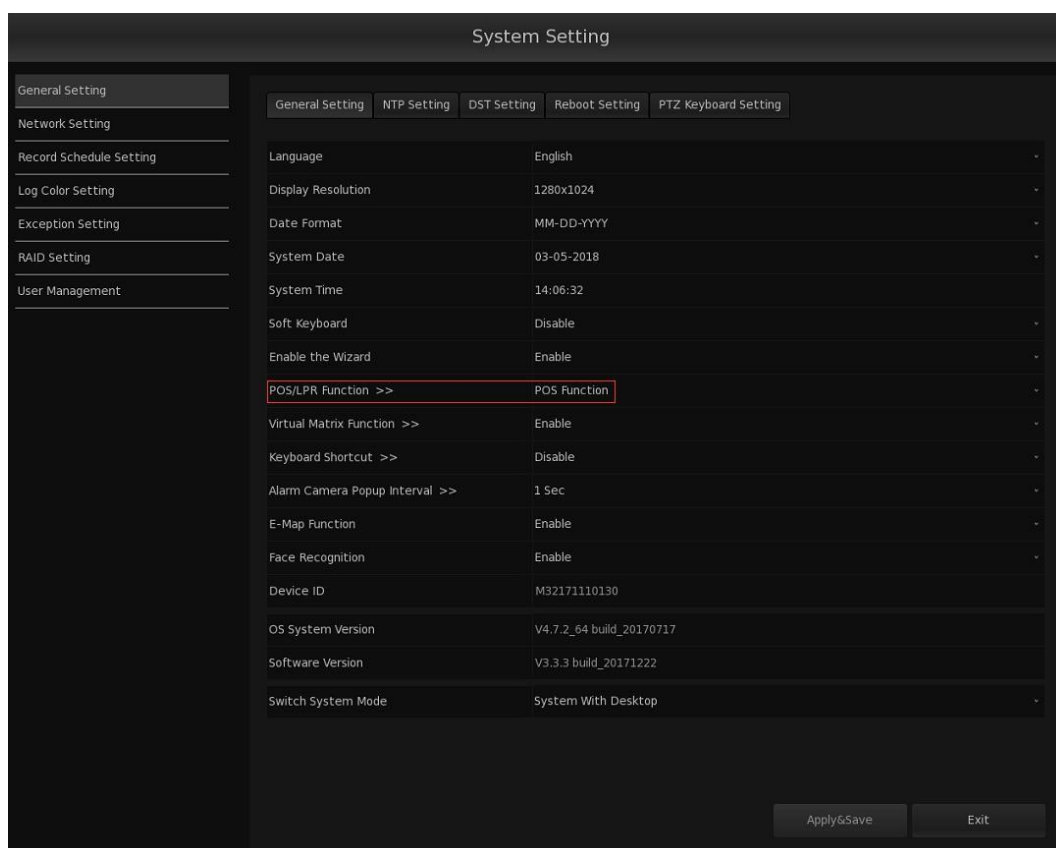 System Setting
General Setting
Network Setting
Record Schedule Setting
Log Color Setting
Exception Setting
RAID Setting
User Management
General Setting NTP Setting DST Setting Reboot Setting PTZ Keyboard Setting
Language English
Display Resolution 1280x1024
Date Format MM-DD-YYYY
System Date 03-05-2018
System Time 14:06:32
Soft Keyboard Disable
Enable the Wizard Enable
POS/LPR Function >> POS Function
Virtual Matrix Function >> Enable
Keyboard Shortcut >> Disable
Alarm Camera Popup Interval >> 1 Sec
E-Map Function Enable
Face Recognition Enable
Device ID M32171110130
OS System Version V4.7.2_64 build_20170717
Software Version V3.3.3 build_20171222
Switch System Mode System With Desktop
Apply&Save Exit